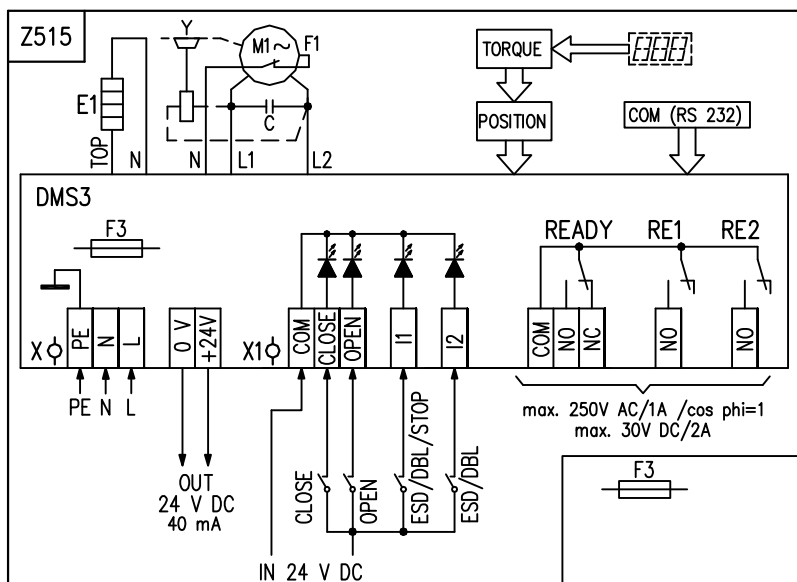 Z515
Y
M1~
F1
E1
C
TOP
N
N
L1
L2
TORQUE
POSITION
COM (RS 232)
DMS3
F3
READY
RE1
RE2
X
PE
N
L
0 V
+24V
X1
COM
CLOSE
OPEN
I1
I2
COM
NO
NC
NO
NO
PE N L
OUT
24 V DC
40 mA
CLOSE
OPEN
ESD/DBL/STOP
ESD/DBL
IN 24 V DC
max. 250V AC/1A /cos phi=1
max. 30V DC/2A
F3